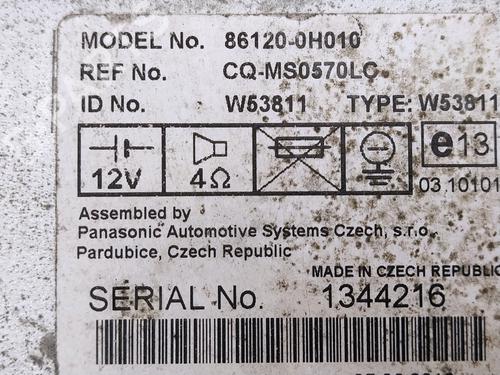 MODEL No. 86120-0H010
REF No. CQ-MS0570LC
ID No. W53811 TYPE: W53811
12V 4Ω e13
03.10101
Assembled by
Panasonic Automotive Systems Czech, s.r.o.
Pardubice, Czech Republic
MADE IN CZECH REPUBLIC
SERIAL No. 1344216